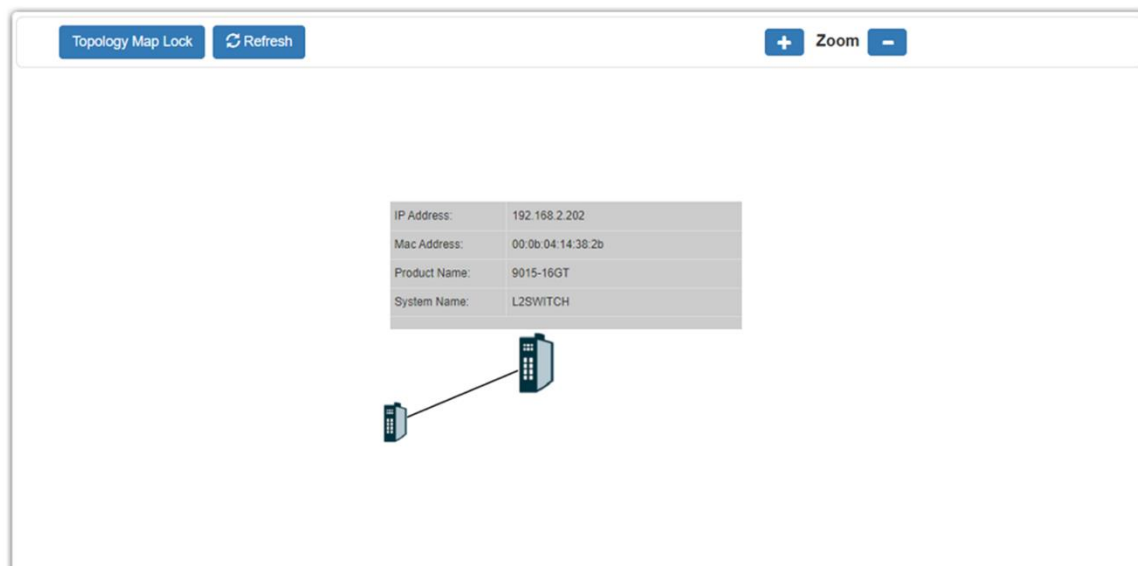 Topology Map Lock Refresh Zoom
IP Address: 192.168.2.202
Mac Address: 00:0b:04:14:38:2b
Product Name: 9015-16GT
System Name: L2SWITCH